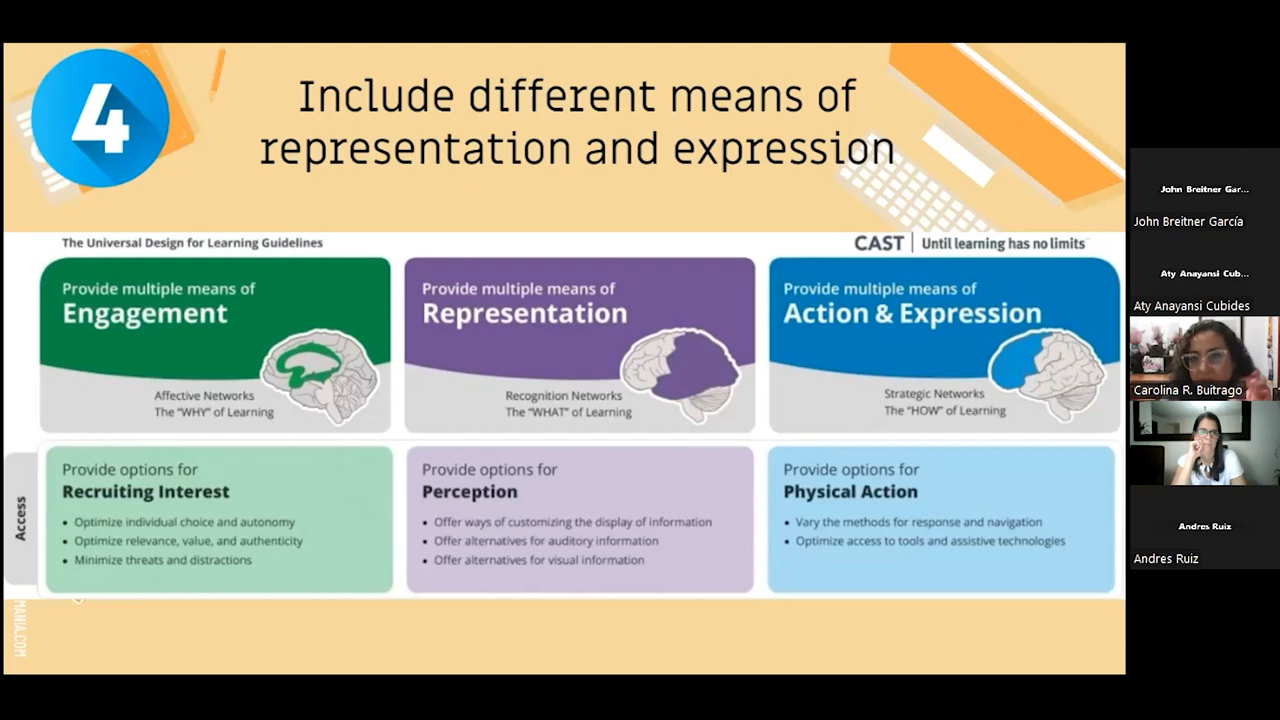 4
Include different means of
representation and expression
The Universal Design for Learning Guidelines
CAST | Until learning has no limits
Provide multiple means of
Engagement
Affective Networks
The "WHY" of Learning
Provide multiple means of
Representation
Recognition Networks
The "WHAT" of Learning
Provide multiple means of
Action & Expression
Strategic Networks
The "HOW" of Learning
Access
Provide options for
Recruiting Interest
• Optimize individual choice and autonomy
• Optimize relevance, value, and authenticity
• Minimize threats and distractions
Provide options for
Perception
• Offer ways of customizing the display of information
• Offer alternatives for auditory information
• Offer alternatives for visual information
Provide options for
Physical Action
• Vary the methods for response and navigation
• Optimize access to tools and assistive technologies
MANIA.COM
John Breitner Gar...
John Breitner García
Aty Anayansi Cub...
Aty Anayansi Cubides
Carolina R. Buitrago
Andres Ruiz
Andres Ruiz